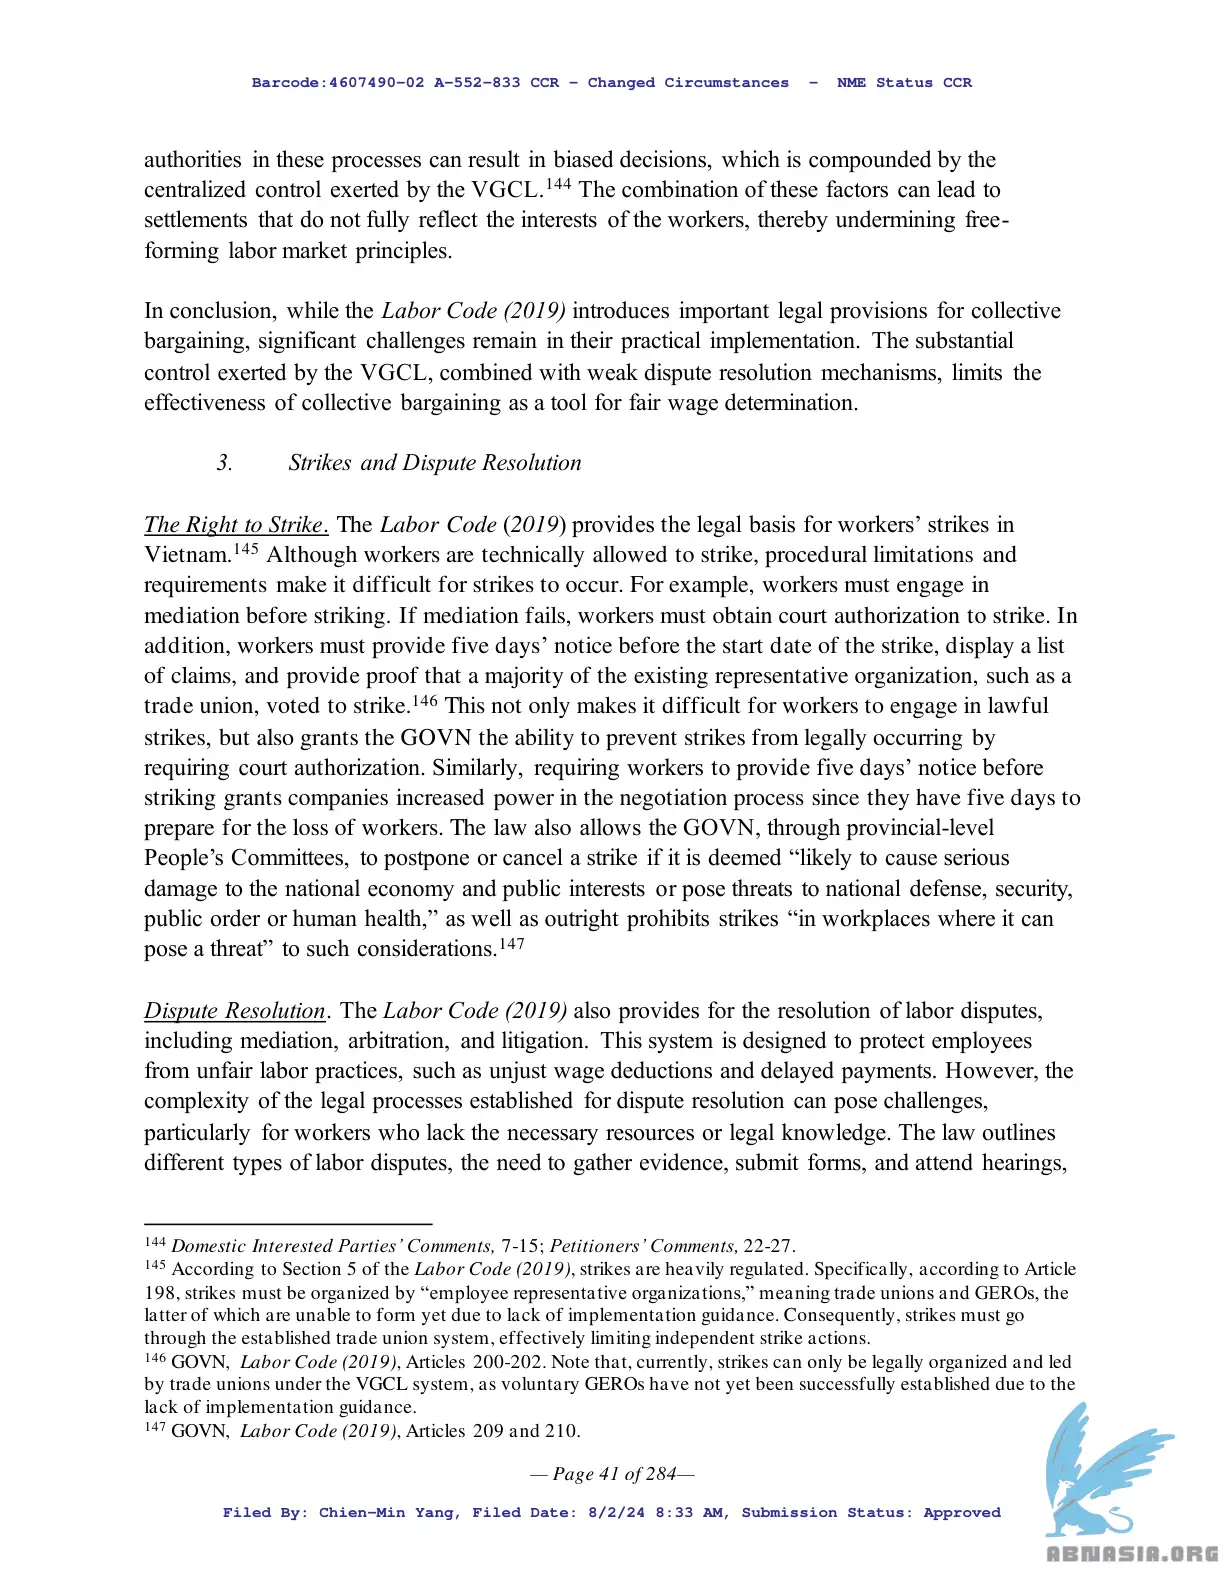 Barcode:4607490-02 A-552-833 CCR - Changed Circumstances - NME Status CCR
authorities in these processes can result in biased decisions, which is compounded by the
centralized control exerted by the VGCL.144 The combination of these factors can lead to
settlements that do not fully reflect the interests of the workers, thereby undermining free-
forming labor market principles.
In conclusion, while the Labor Code (2019) introduces important legal provisions for collective
bargaining, significant challenges remain in their practical implementation. The substantial
control exerted by the VGCL, combined with weak dispute resolution mechanisms, limits the
effectiveness of collective bargaining as a tool for fair wage determination.
3. Strikes and Dispute Resolution
The Right to Strike. The Labor Code (2019) provides the legal basis for workers’ strikes in
Vietnam.145 Although workers are technically allowed to strike, procedural limitations and
requirements make it difficult for strikes to occur. For example, workers must engage in
mediation before striking. If mediation fails, workers must obtain court authorization to strike. In
addition, workers must provide five days’ notice before the start date of the strike, display a list
of claims, and provide proof that a majority of the existing representative organization, such as a
trade union, voted to strike.146 This not only makes it difficult for workers to engage in lawful
strikes, but also grants the GOVN the ability to prevent strikes from legally occurring by
requiring court authorization. Similarly, requiring workers to provide five days’ notice before
striking grants companies increased power in the negotiation process since they have five days to
prepare for the loss of workers. The law also allows the GOVN, through provincial-level
People’s Committees, to postpone or cancel a strike if it is deemed “likely to cause serious
damage to the national economy and public interests or pose threats to national defense, security,
public order or human health,” as well as outright prohibits strikes “in workplaces where it can
pose a threat” to such considerations.147
Dispute Resolution. The Labor Code (2019) also provides for the resolution of labor disputes,
including mediation, arbitration, and litigation. This system is designed to protect employees
from unfair labor practices, such as unjust wage deductions and delayed payments. However, the
complexity of the legal processes established for dispute resolution can pose challenges,
particularly for workers who lack the necessary resources or legal knowledge. The law outlines
different types of labor disputes, the need to gather evidence, submit forms, and attend hearings,
144 Domestic Interested Parties’ Comments, 7-15; Petitioners’ Comments, 22-27.
145 According to Section 5 of the Labor Code (2019), strikes are heavily regulated. Specifically, according to Article
198, strikes must be organized by “employee representative organizations,” meaning trade unions and GEROs, the
latter of which are unable to form yet due to lack of implementation guidance. Consequently, strikes must go
through the established trade union system, effectively limiting independent strike actions.
146 GOVN, Labor Code (2019), Articles 200-202. Note that, currently, strikes can only be legally organized and led
by trade unions under the VGCL system, as voluntary GEROs have not yet been successfully established due to the
lack of implementation guidance.
147 GOVN, Labor Code (2019), Articles 209 and 210.
— Page 41 of 284—
Filed By: Chien-Min Yang, Filed Date: 8/2/24 8:33 AM, Submission Status: Approved
ABNASIA.ORG